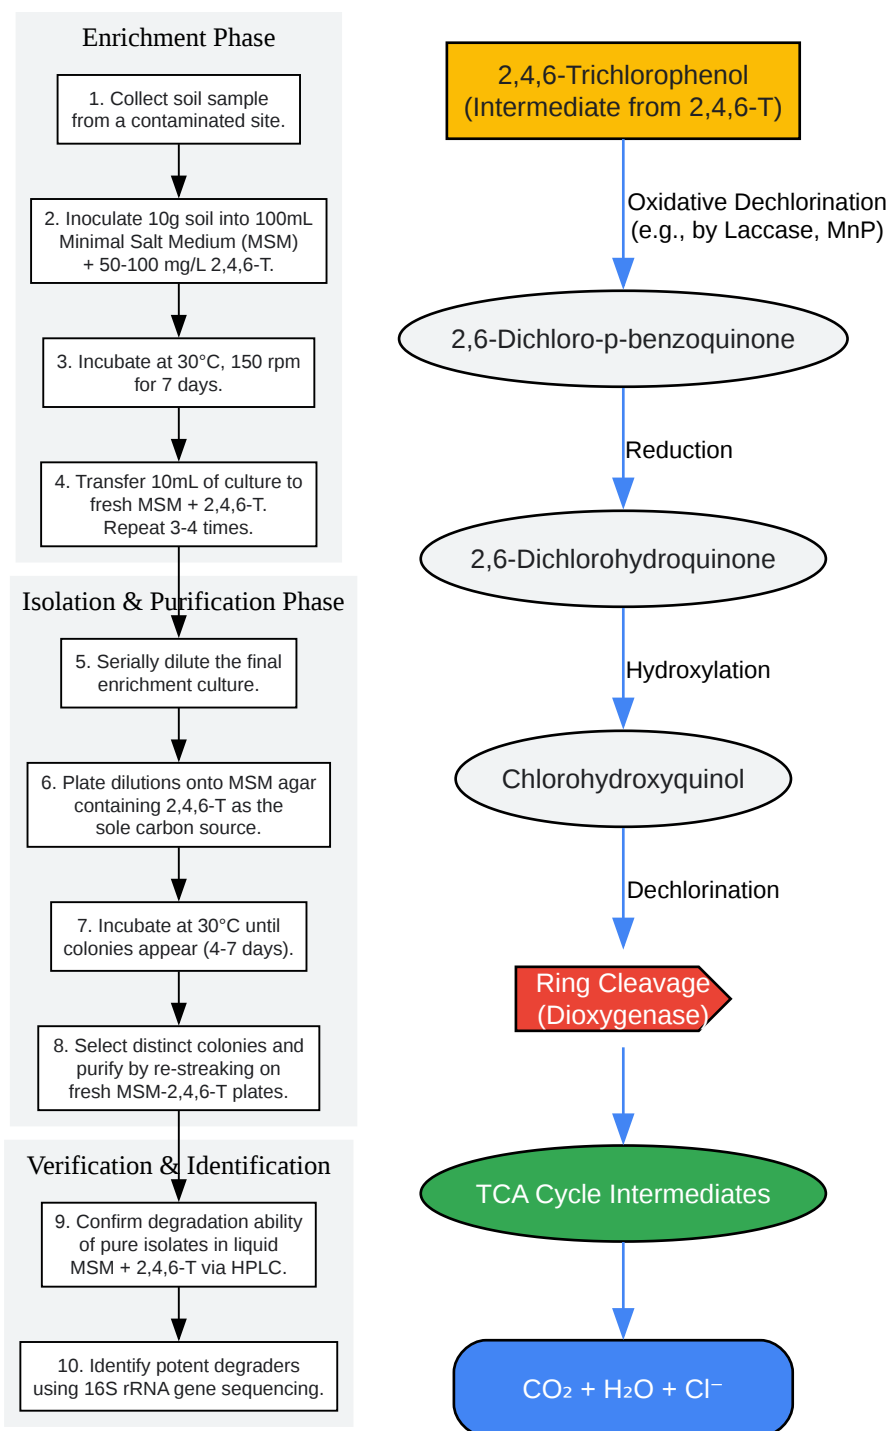 Enrichment Phase
1. Collect soil sample
from a contaminated site.
2. Inoculate 10g soil into 100mL
Minimal Salt Medium (MSM)
+ 50-100 mg/L 2,4,6-T.
3. Incubate at 30°C, 150 rpm
for 7 days.
4. Transfer 10mL of culture to
fresh MSM + 2,4,6-T.
Repeat 3-4 times.
Isolation & Purification Phase
5. Serially dilute the final
enrichment culture.
6. Plate dilutions onto MSM agar
containing 2,4,6-T as the
sole carbon source.
7. Incubate at 30°C until
colonies appear (4-7 days).
8. Select distinct colonies and
purify by re-streaking on
fresh MSM-2,4,6-T plates.
Verification & Identification
9. Confirm degradation ability
of pure isolates in liquid
MSM + 2,4,6-T via HPLC.
10. Identify potent degraders
using 16S rRNA gene sequencing.
2,4,6-Trichlorophenol
(Intermediate from 2,4,6-T)
Oxidative Dechlorination
(e.g., by Laccase, MnP)
2,6-Dichloro-p-benzoquinone
Reduction
2,6-Dichlorohydroquinone
Hydroxylation
Chlorohydroxyquinol
Dechlorination
Ring Cleavage
(Dioxygenase)
TCA Cycle Intermediates
CO₂ + H₂O + Cl⁻